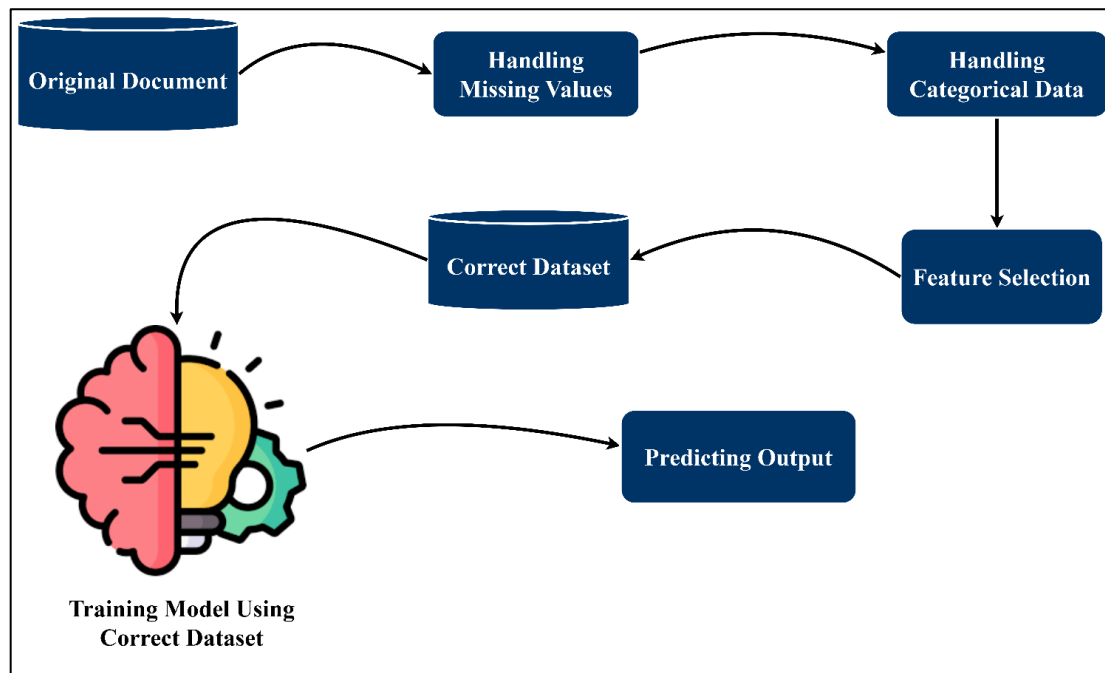 Original Document
Handling
Missing Values
Handling
Categorical Data
Feature Selection
Correct Dataset
Training Model Using
Correct Dataset
Predicting Output